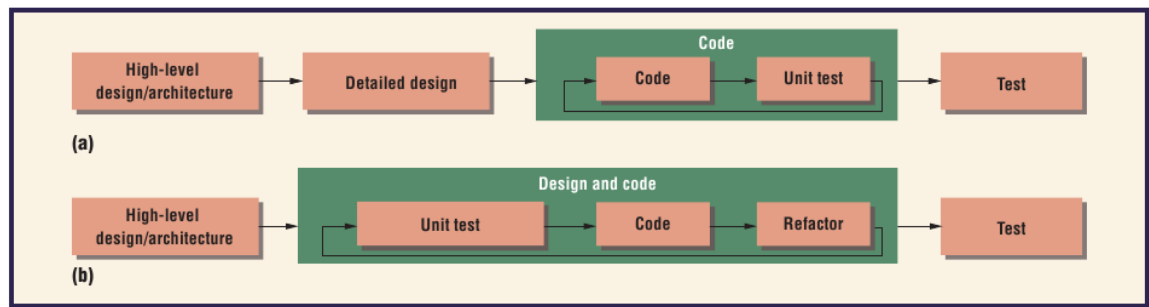 Code
High-level
design/architecture
Detailed design
Code
Unit test
Test
(a)
Design and code
High-level
design/architecture
Unit test
Code
Refactor
Test
(b)